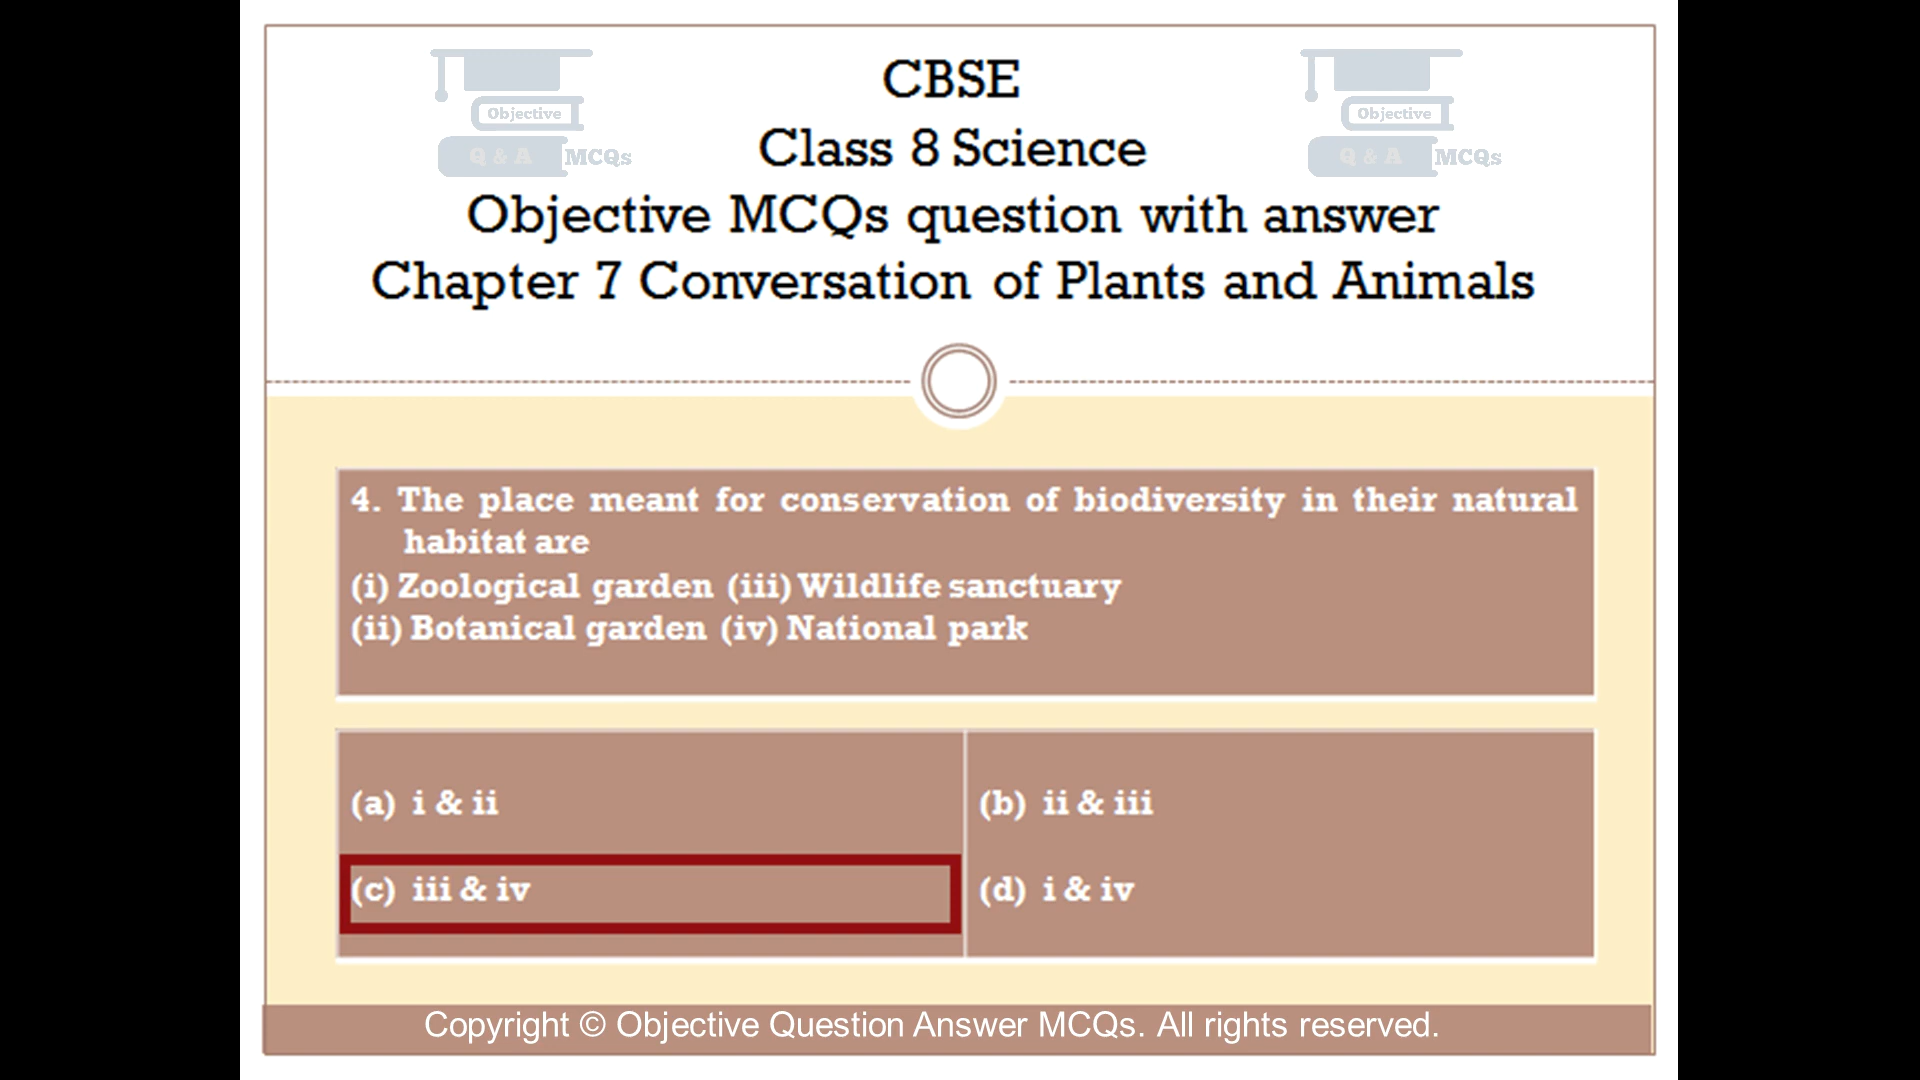 Objective
Q & A MCQs
Objective
Q & A MCQs
CBSE
Class 8 Science
Objective MCQs question with answer
Chapter 7 Conversation of Plants and Animals
4. The place meant for conservation of biodiversity in their natural
habitat are
(i) Zoological garden (iii) Wildlife sanctuary
(ii) Botanical garden (iv) National park
(a) i & ii
(b) ii & iii
(c) iii & iv
(d) i & iv
Copyright © Objective Question Answer MCQs. All rights reserved.